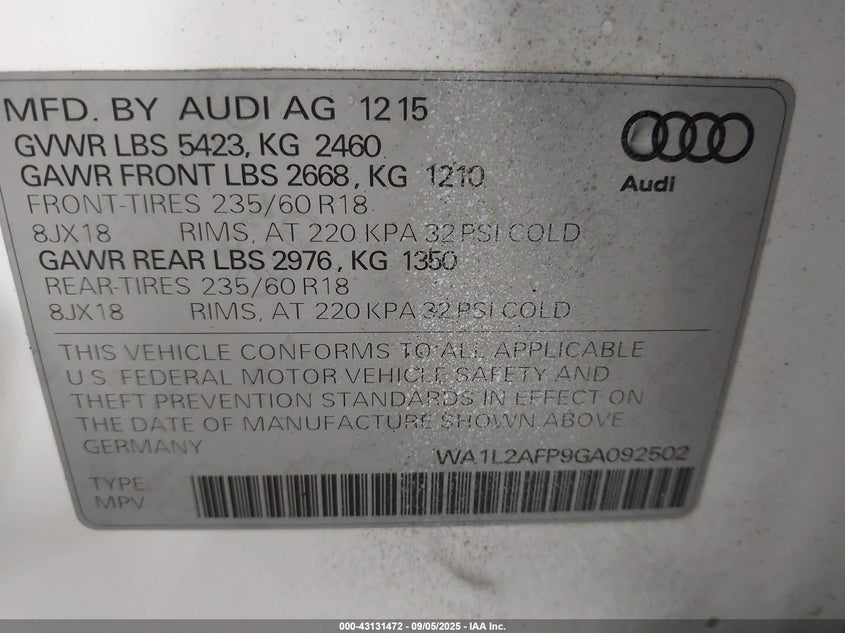 MFD. BY AUDI AG 12 15
GVWR LBS 5423, KG 2460
GAWR FRONT LBS 2668, KG 1210
FRONT-TIRES 235/60 R18
8JX18 RIMS, AT 220 KPA 32 PSI COLD
GAWR REAR LBS 2976, KG 1350
REAR-TIRES 235/60 R18
8JX18 RIMS, AT 220 KPA 32 PSI COLD
Audi
THIS VEHICLE CONFORMS TO ALL APPLICABLE
U.S. FEDERAL MOTOR VEHICLE SAFETY AND
THEFT PREVENTION STANDARDS IN EFFECT ON
THE DATE OF MANUFACTURE SHOWN ABOVE
GERMANY
WA1L2AFP9GA092502
TYPE
MPV
000-43131472 - 09/05/2025 - IAA Inc.